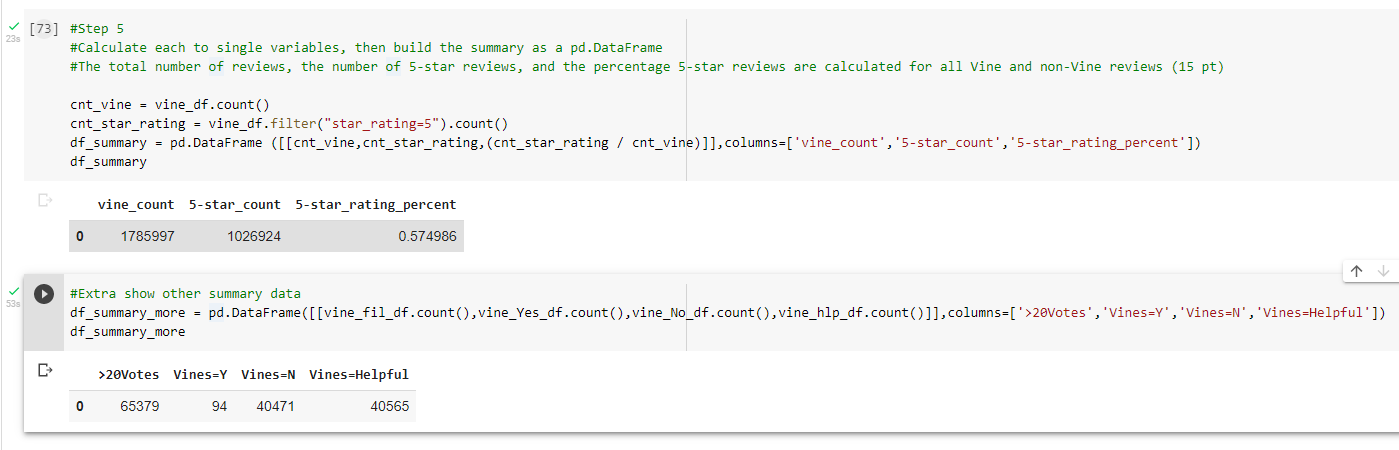 [73] #Step 5
23s
#Calculate each to single variables, then build the summary as a pd.DataFrame
#The total number of reviews, the number of 5-star reviews, and the percentage 5-star reviews are calculated for all Vine and non-Vine reviews (15 pt)
cnt_vine = vine_df.count()
cnt_star_rating = vine_df.filter("star_rating=5").count()
df_summary = pd.DataFrame ([[cnt_vine,cnt_star_rating,(cnt_star_rating / cnt_vine)]],columns=['vine_count','5-star_count','5-star_rating_percent'])
df_summary
vine_count 5-star_count 5-star_rating_percent
0 1785997 1026924 0.574986
#Extra show other summary data
53s
df_summary_more = pd.DataFrame([[vine_fil_df.count(),vine_Yes_df.count(),vine_No_df.count(),vine_hlp_df.count()]],columns=['>20Votes','Vines=Y','Vines=N','Vines=Helpful'])
df_summary_more
>20Votes Vines=Y Vines=N Vines=Helpful
0 65379 94 40471 40565